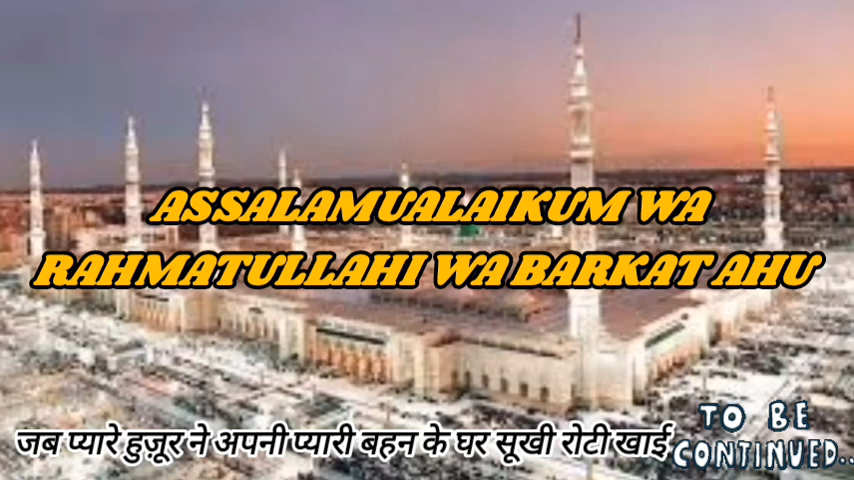 ASSALAMUALAIKUM WA
RAHMATULLAHI WA BARKAT AHU
जब प्यारे हुज़ूर ने अपनी प्यारी बहन के घर सूखी रोटी खाई
TO BE
CONTINUED..